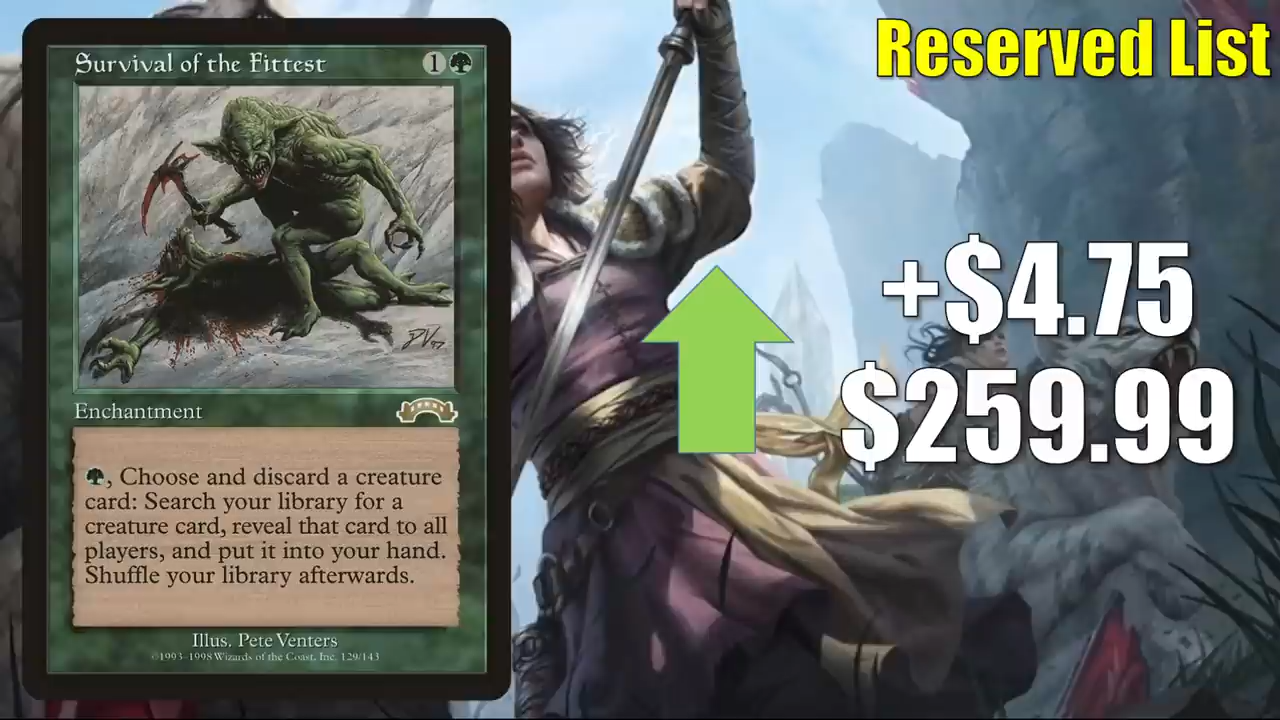 Survival of the Fittest 1
Reserved List
+$4.75
$259.99
DV97
Enchantment
, Choose and discard a creature
card: Search your library for a
creature card, reveal that card to all
players, and put it into your hand.
Shuffle your library afterwards.
Illus. Pete Venters
©1993-1998 Wizards of the Coast, Inc. 129/143